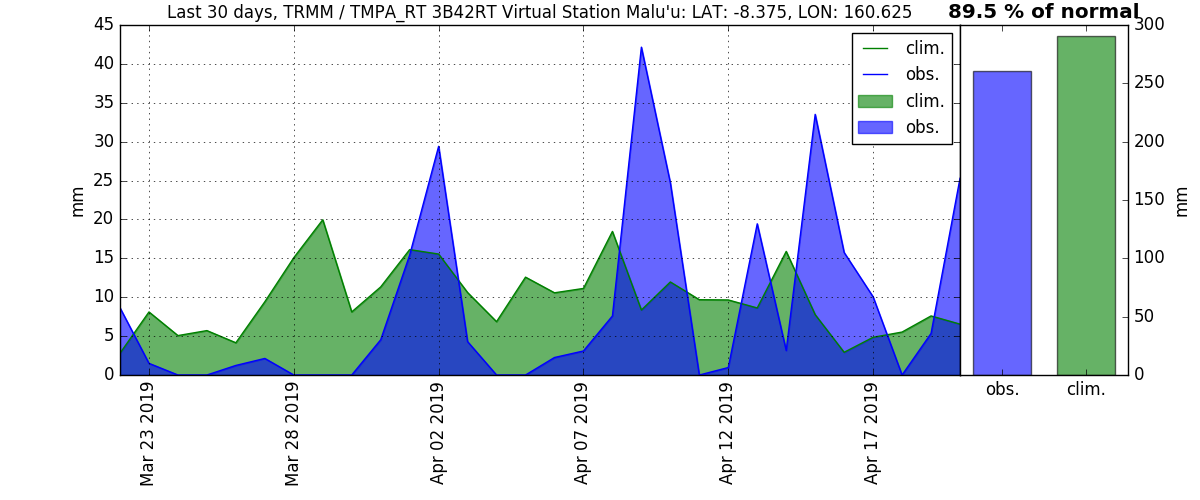 Last 30 days, TRMM / TMPA_RT 3B42RT Virtual Station Malu'u: LAT: -8.375, LON: 160.625
89.5 % of normal
mm
45
40
35
30
25
20
15
10
5
0
clim.
obs.
clim.
obs.
300
250
200
150
100
50
0
mm
obs.
clim.
Mar 23 2019
Mar 28 2019
Apr 02 2019
Apr 07 2019
Apr 12 2019
Apr 17 2019